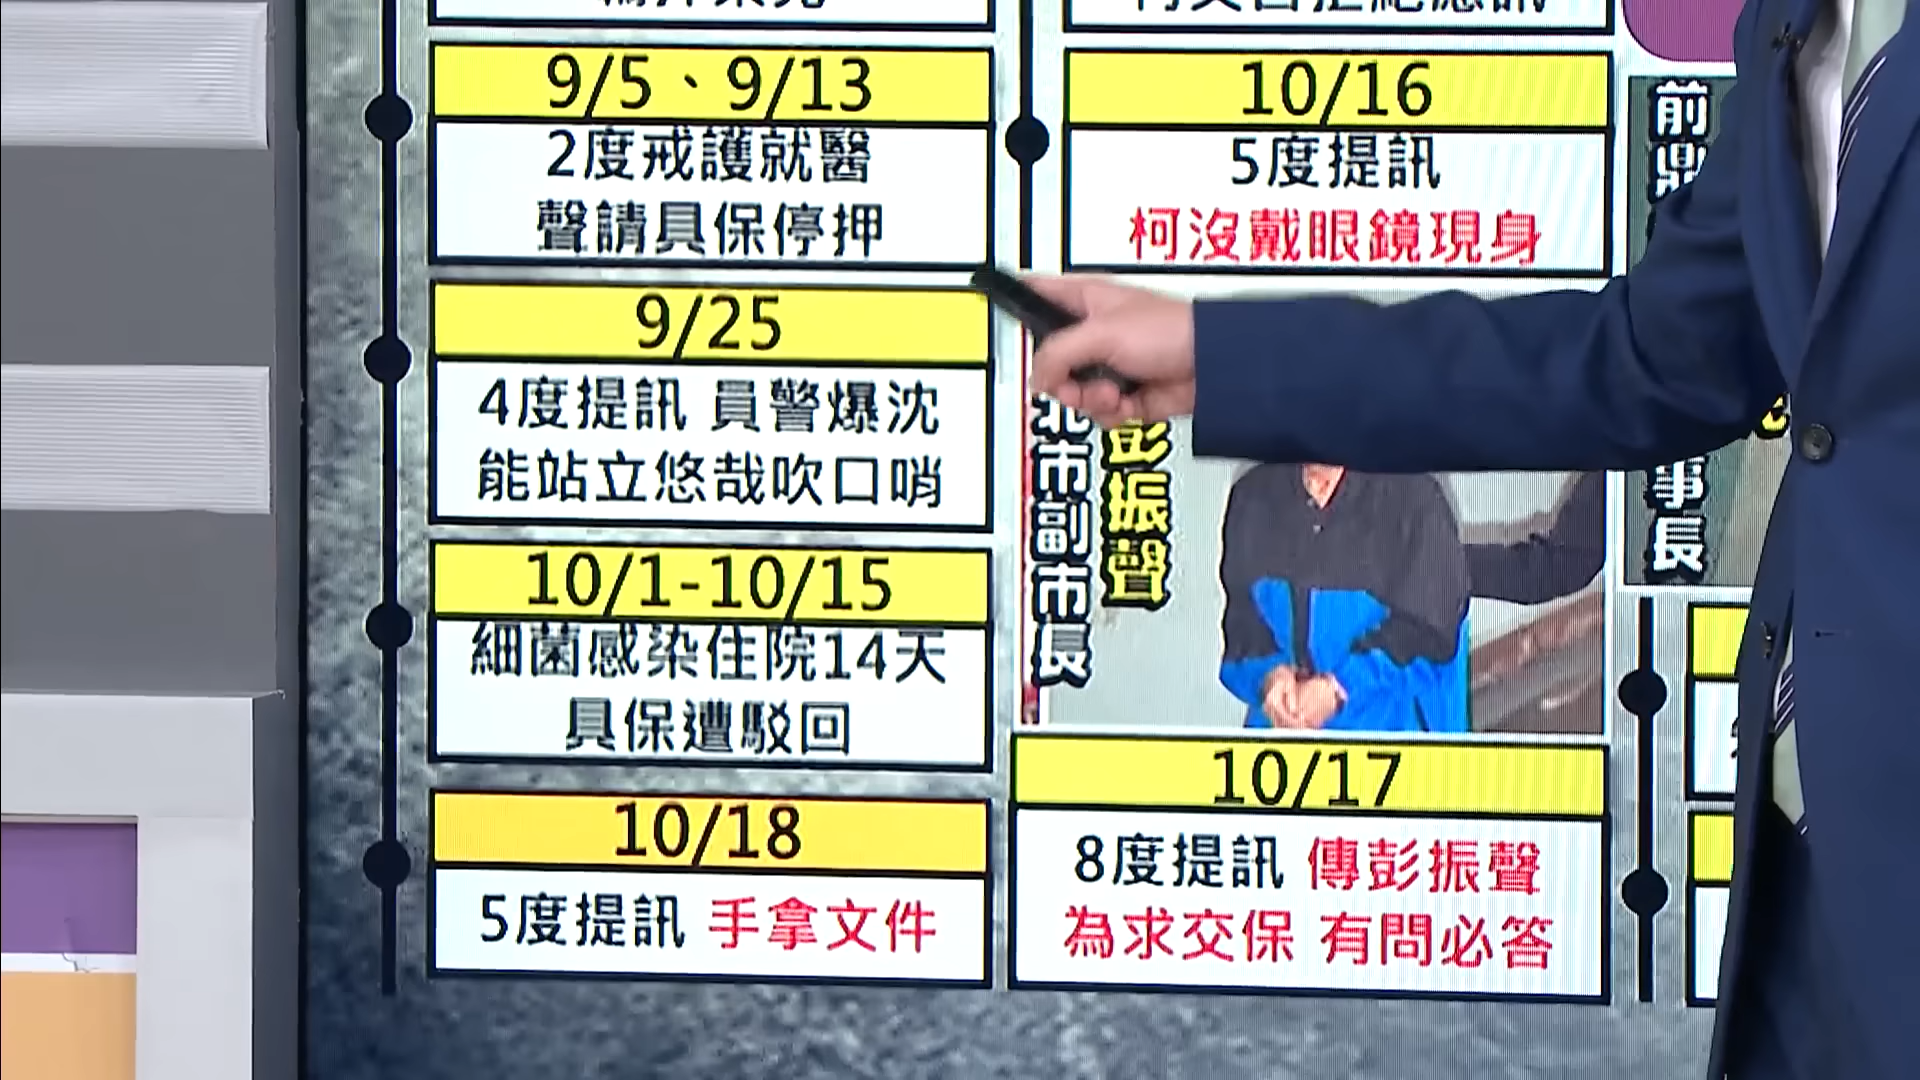 9/5、9/13
2度戒護就醫
聲請具保停押
9/25
4度提訊 員警爆沈
能站立悠哉吹口哨
10/1-10/15
細菌感染住院14天
具保遭駁回
10/18
5度提訊 手拿文件
10/16
5度提訊
柯沒戴眼鏡現身
北市副市長
彭振聲
10/17
8度提訊 傳彭振聲
為求交保 有問必答
前鼎
事長